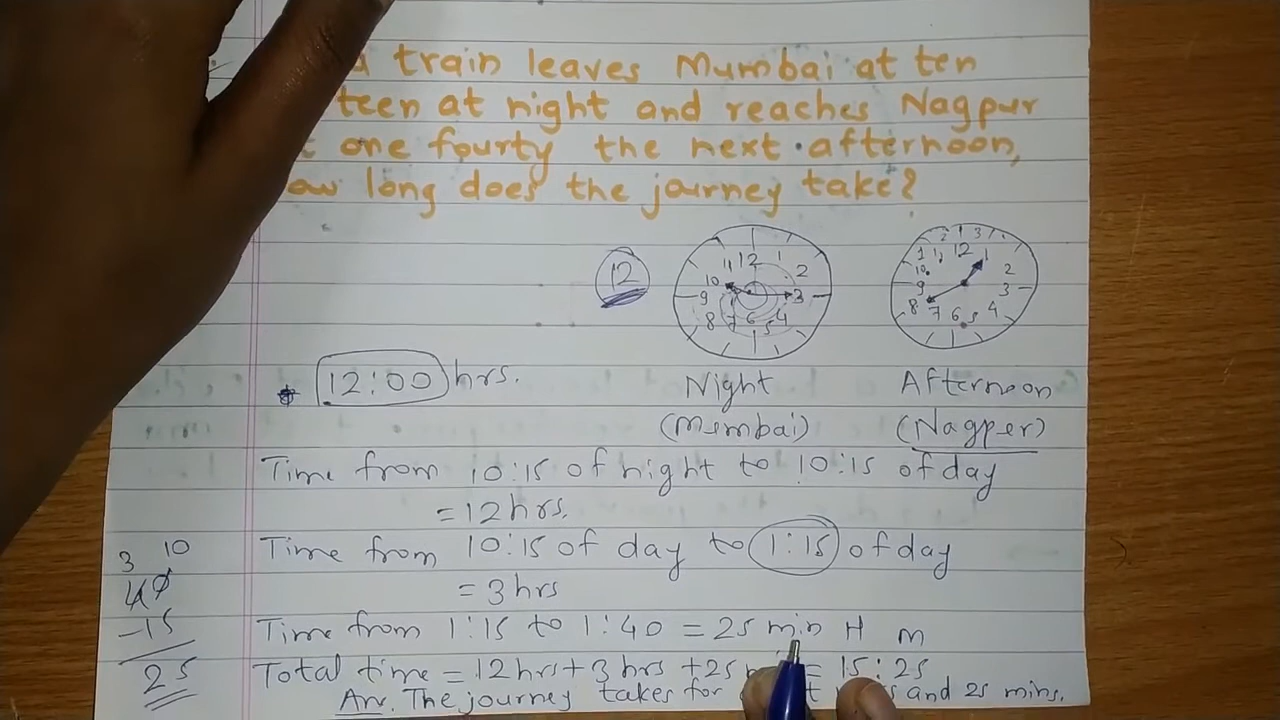 train leaves Mumbai at ten
teen at night and reaches Nagpur
one fourty the next afternoon,
long does the journey take?
12
12 1 2 3 4 5 6 7 8 9 10 11
12 1 2 3 4 5 6 7 8 9 10 11
12:00 hrs.
Night Afternoon
(Mumbai) (Nagper)
Time from 10:15 of night to 10:15 of day
= 12 hrs.
Time from 10:15 of day to 1:15 of day
= 3 hrs
3 10
40
-15
25
Time from 1:15 to 1:40 = 25 min H m
Total time = 12 hrs + 3 hrs + 25 = 15:25
Ans. The journey takes for and 25 mins.